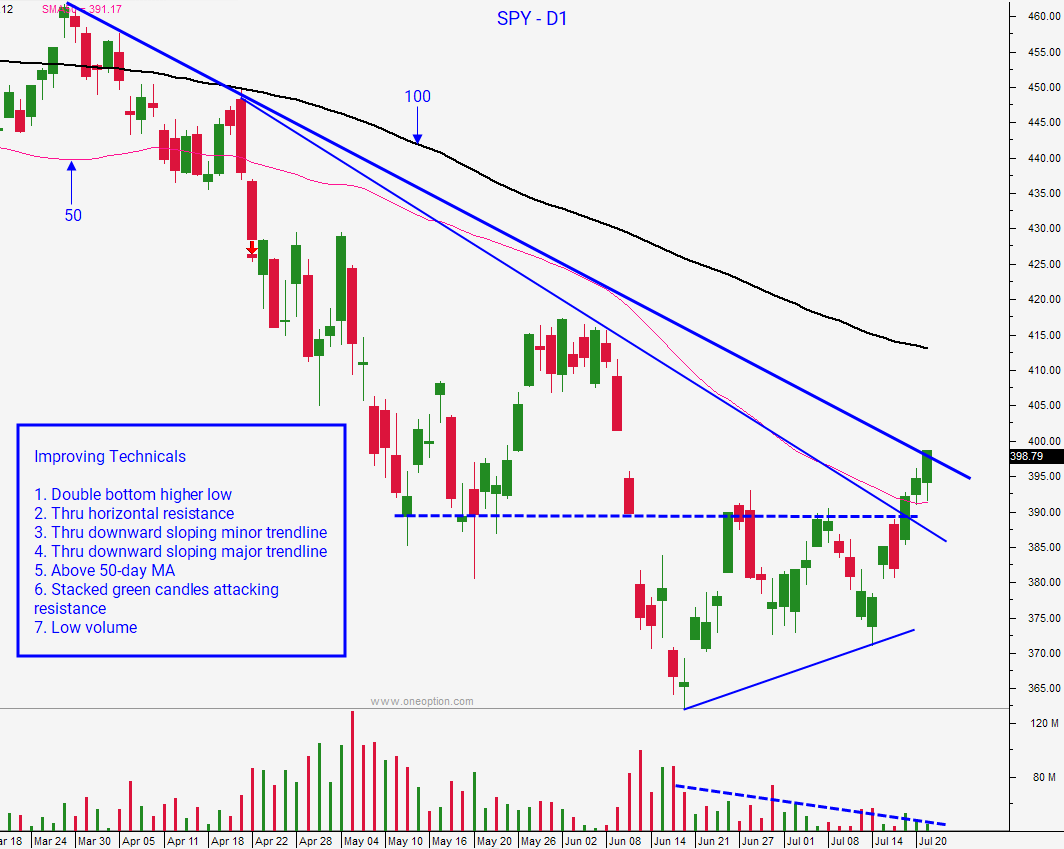 12
= 391.17
SPY - D1
460.00
455.00
450.00
445.00
440.00
435.00
430.00
425.00
420.00
415.00
410.00
405.00
400.00
398.79
395.00
390.00
385.00
380.00
375.00
370.00
365.00
120 M
80 M
100
50
Improving Technicals
1. Double bottom higher low
2. Thru horizontal resistance
3. Thru downward sloping minor trendline
4. Thru downward sloping major trendline
5. Above 50-day MA
6. Stacked green candles attacking
resistance
7. Low volume
www.oneoption.com
ar 18 Mar 24 Mar 30 Apr 05 Apr 11 Apr 18 Apr 22 Apr 28 May 04 May 10 May 16 May 20 May 26 Jun 02 Jun 08 Jun 14 Jun 21 Jun 27 Jul 01 Jul 08 Jul 14 Jul 20